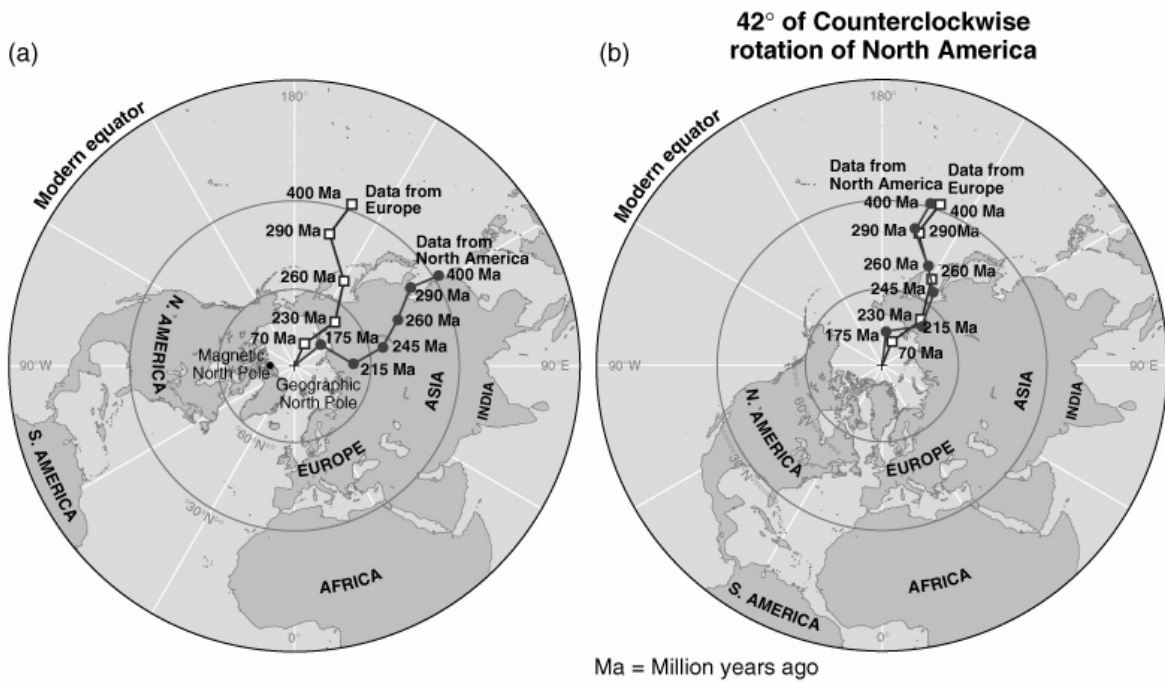 42° of Counterclockwise
rotation of North America
(a)
Modern equator
180°
400 Ma
Data from
Europe
290 Ma
Data from
North America
400 Ma
260 Ma
290 Ma
260 Ma
N. AMERICA
230 Ma
70 Ma
175 Ma
245 Ma
215 Ma
Magnetic
North Pole
Geographic
North Pole
90°W
90°E
ASIA
INDIA
EUROPE
60°N
30°N
S. AMERICA
AFRICA
0°
(b)
Modern equator
180°
Data from
North America
Data from
Europe
400 Ma
400 Ma
290 Ma
290Ma
260 Ma
260 Ma
245 Ma
230 Ma
175 Ma
215 Ma
70 Ma
90°W
90°E
ASIA
INDIA
N. AMERICA
60°N
EUROPE
AFRICA
S. AMERICA
0°
Ma = Million years ago